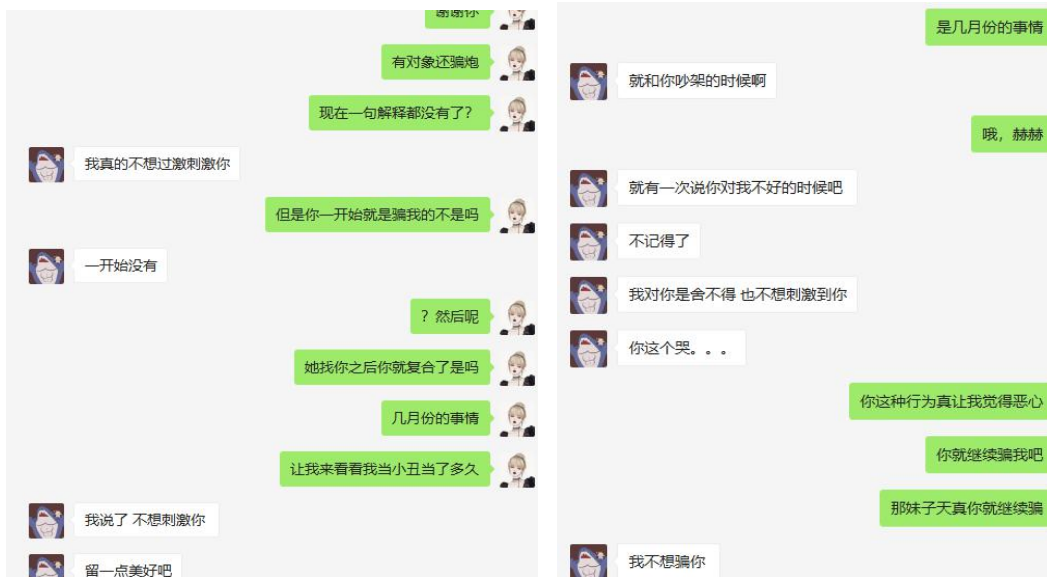 谢谢你
有对象还骗炮
现在一句解释都没有了?
我真的不想过激刺激你
但是你一开始就是骗我的不是吗
一开始没有
?然后呢
她找你之后你就复合了是吗
几月份的事情
让我来看看我当小丑当了多久
我说了 不想刺激你
留一点美好吧
是几月份的事情
就和你吵架的时候啊
哦，赫赫
就有一次说你对我不好的时候吧
不记得了
我对你是舍不得 也不想刺激到你
你这个哭。。。
你这种行为真让我觉得恶心
你就继续骗我吧
那妹子天真你就继续骗
我不想骗你